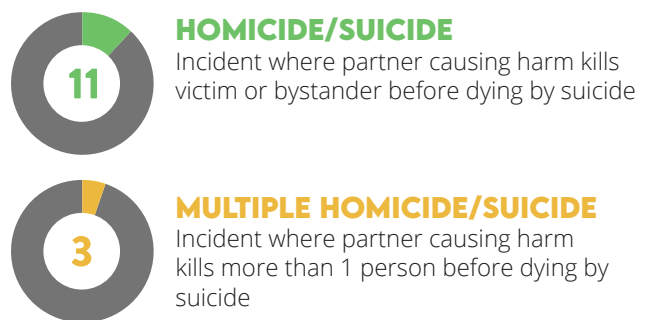 11
HOMICIDE/SUICIDE
Incident where partner causing harm kills
victim or bystander before dying by suicide
3
MULTIPLE HOMICIDE/SUICIDE
Incident where partner causing harm
kills more than 1 person before dying by
suicide